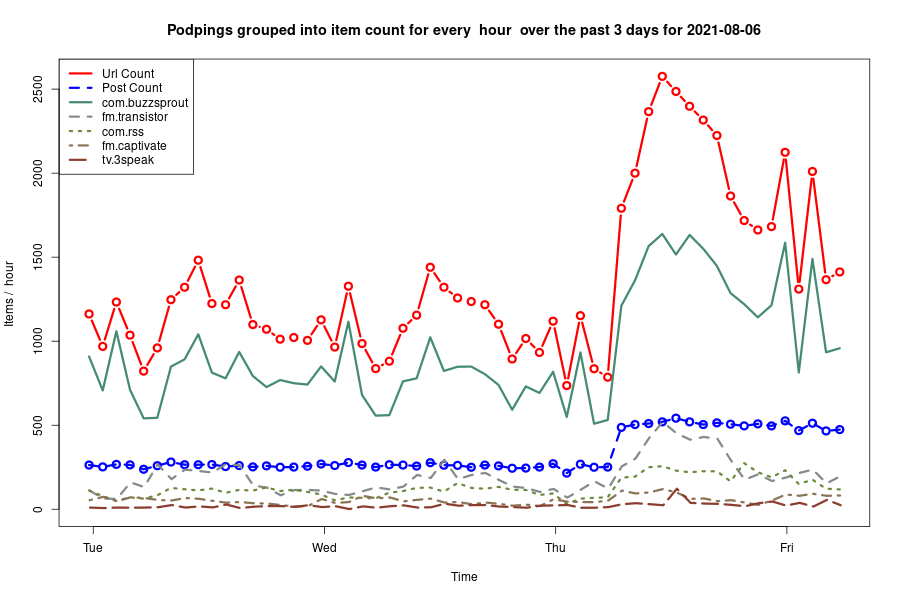 Podpings grouped into item count for every  hour  over the past 3 days for 2021-08-06
Url Count
Post Count
com.buzzsprout
fm.transistor
com.rss
fm.captivate
tv.3speak
2500
2000
1500
1000
500
0
Items /  hour
Tue
Wed
Thu
Fri
Time